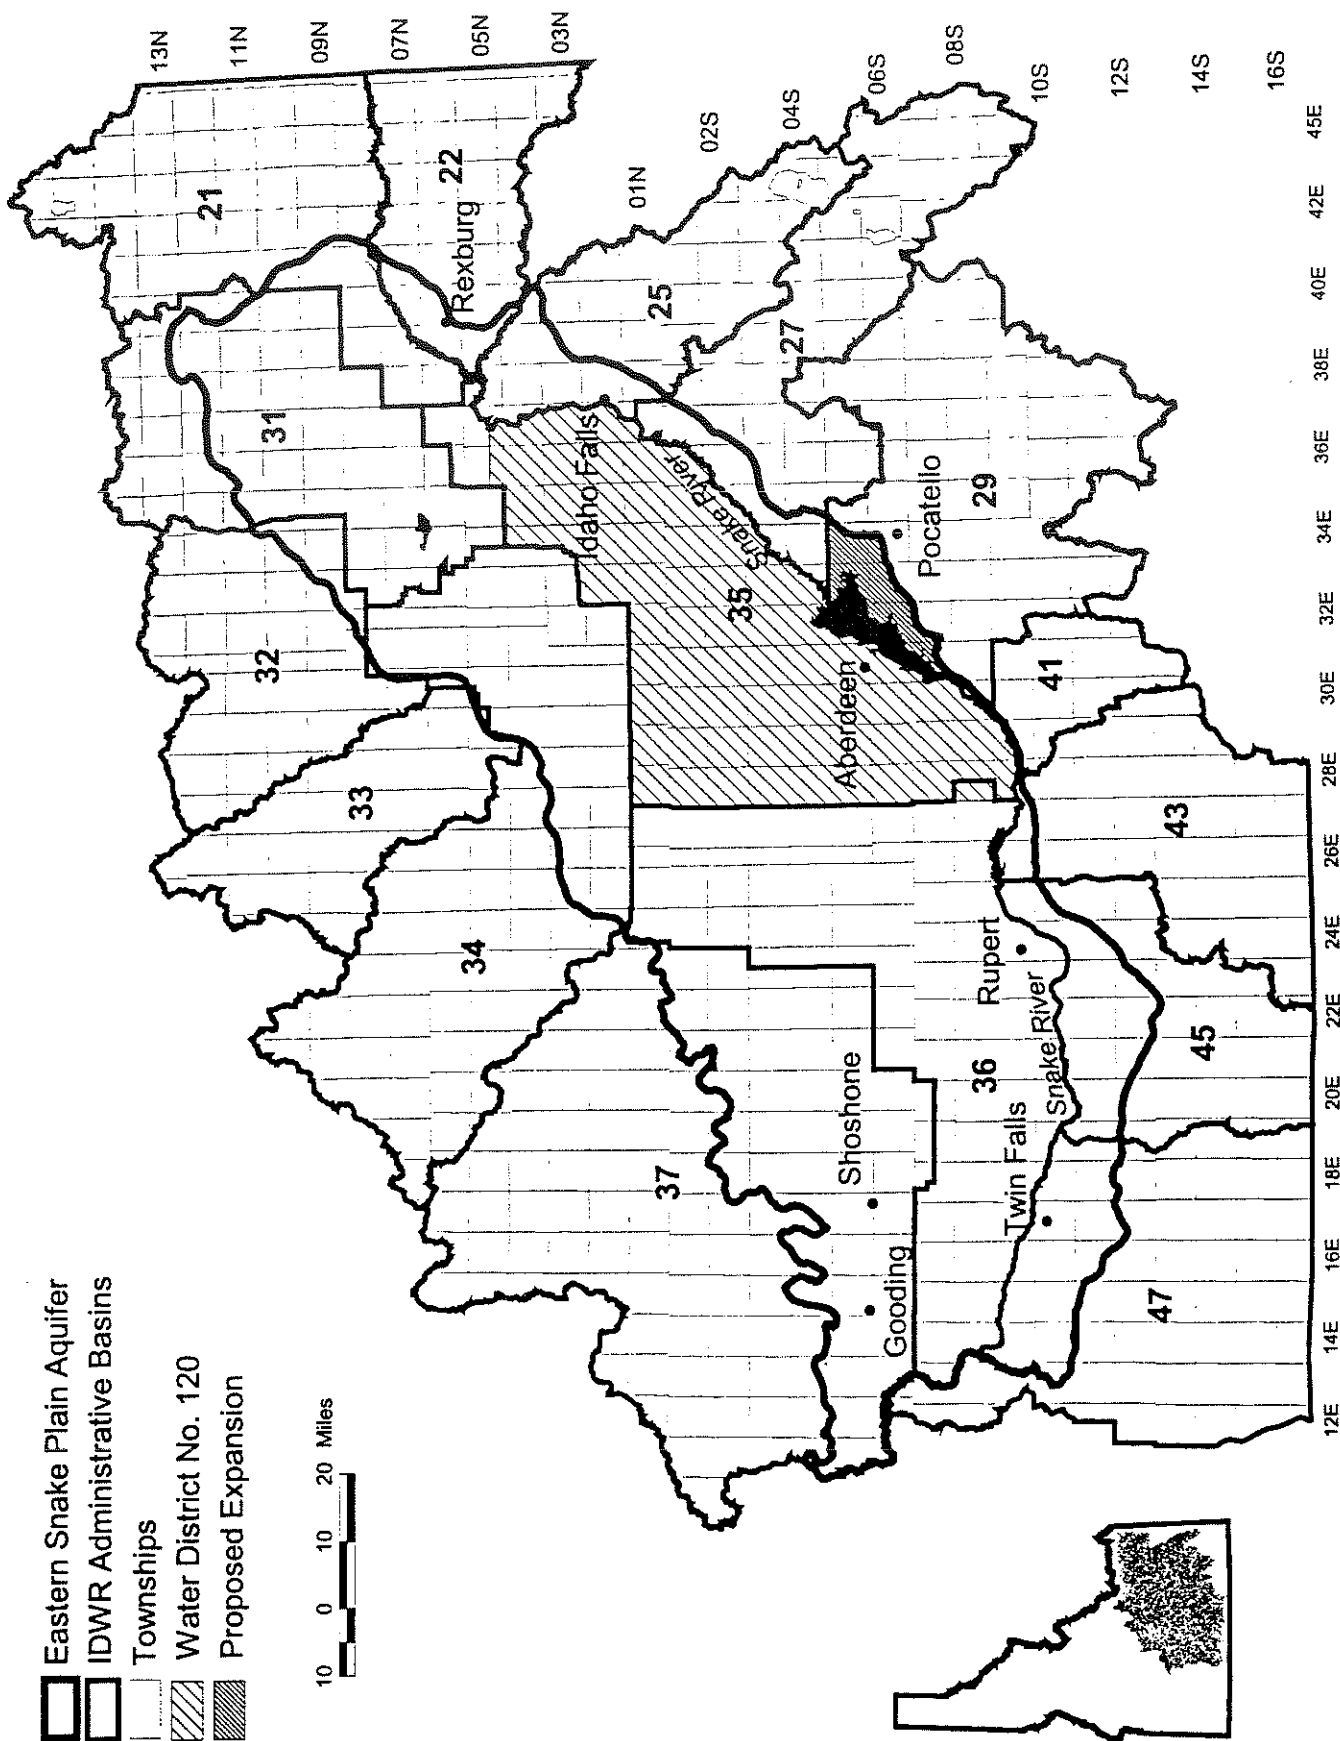 Eastern Snake Plain Aquifer
IDWR Administrative Basins
Townships
Water District No. 120
Proposed Expansion
10 0 10 20 Miles
13N
11N
09N
07N
05N
03N
01N
02S
04S
06S
08S
10S
12S
14S
16S
21
22
Rexburg
31
32
33
34
25
27
Idaho Falls
Snake River
35
Aberdeen
Pocatello
29
41
43
37
Shoshone
Gooding
Rupert
36
Snake River
Twin Falls
45
47
12E 14E 16E 18E 20E 22E 24E 26E 28E 30E 32E 34E 36E 38E 40E 42E 45E